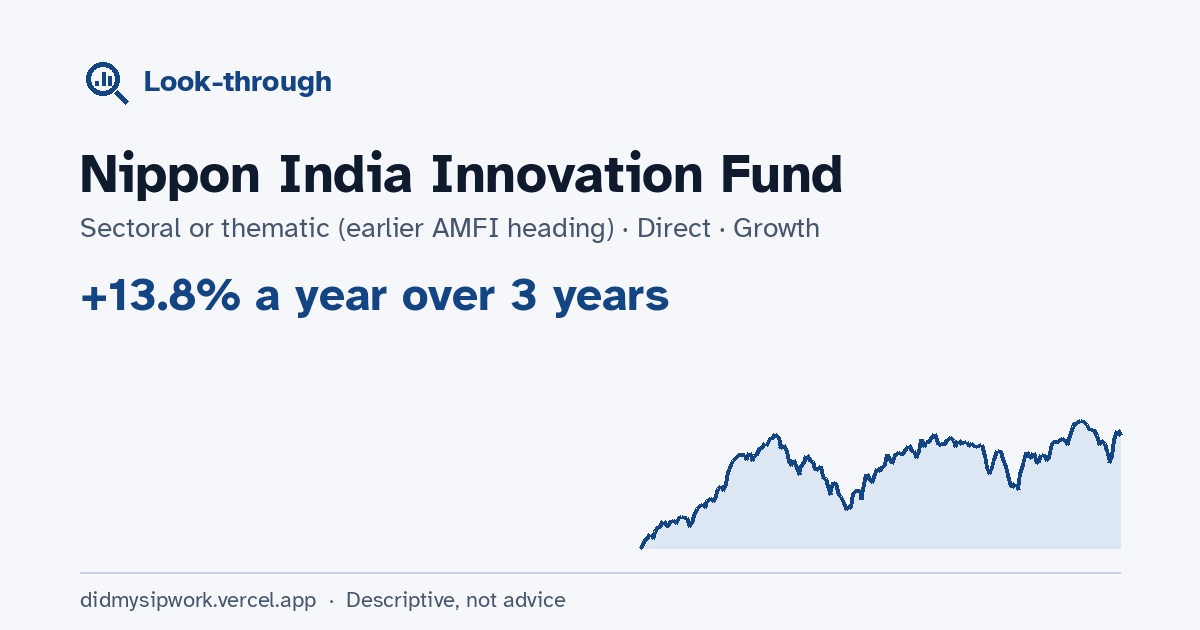 Look-through
Nippon India Innovation Fund
Sectoral or thematic (earlier AMFI heading) · Direct · Growth
+13.8% a year over 3 years
didmysipwork.vercel.app · Descriptive, not advice